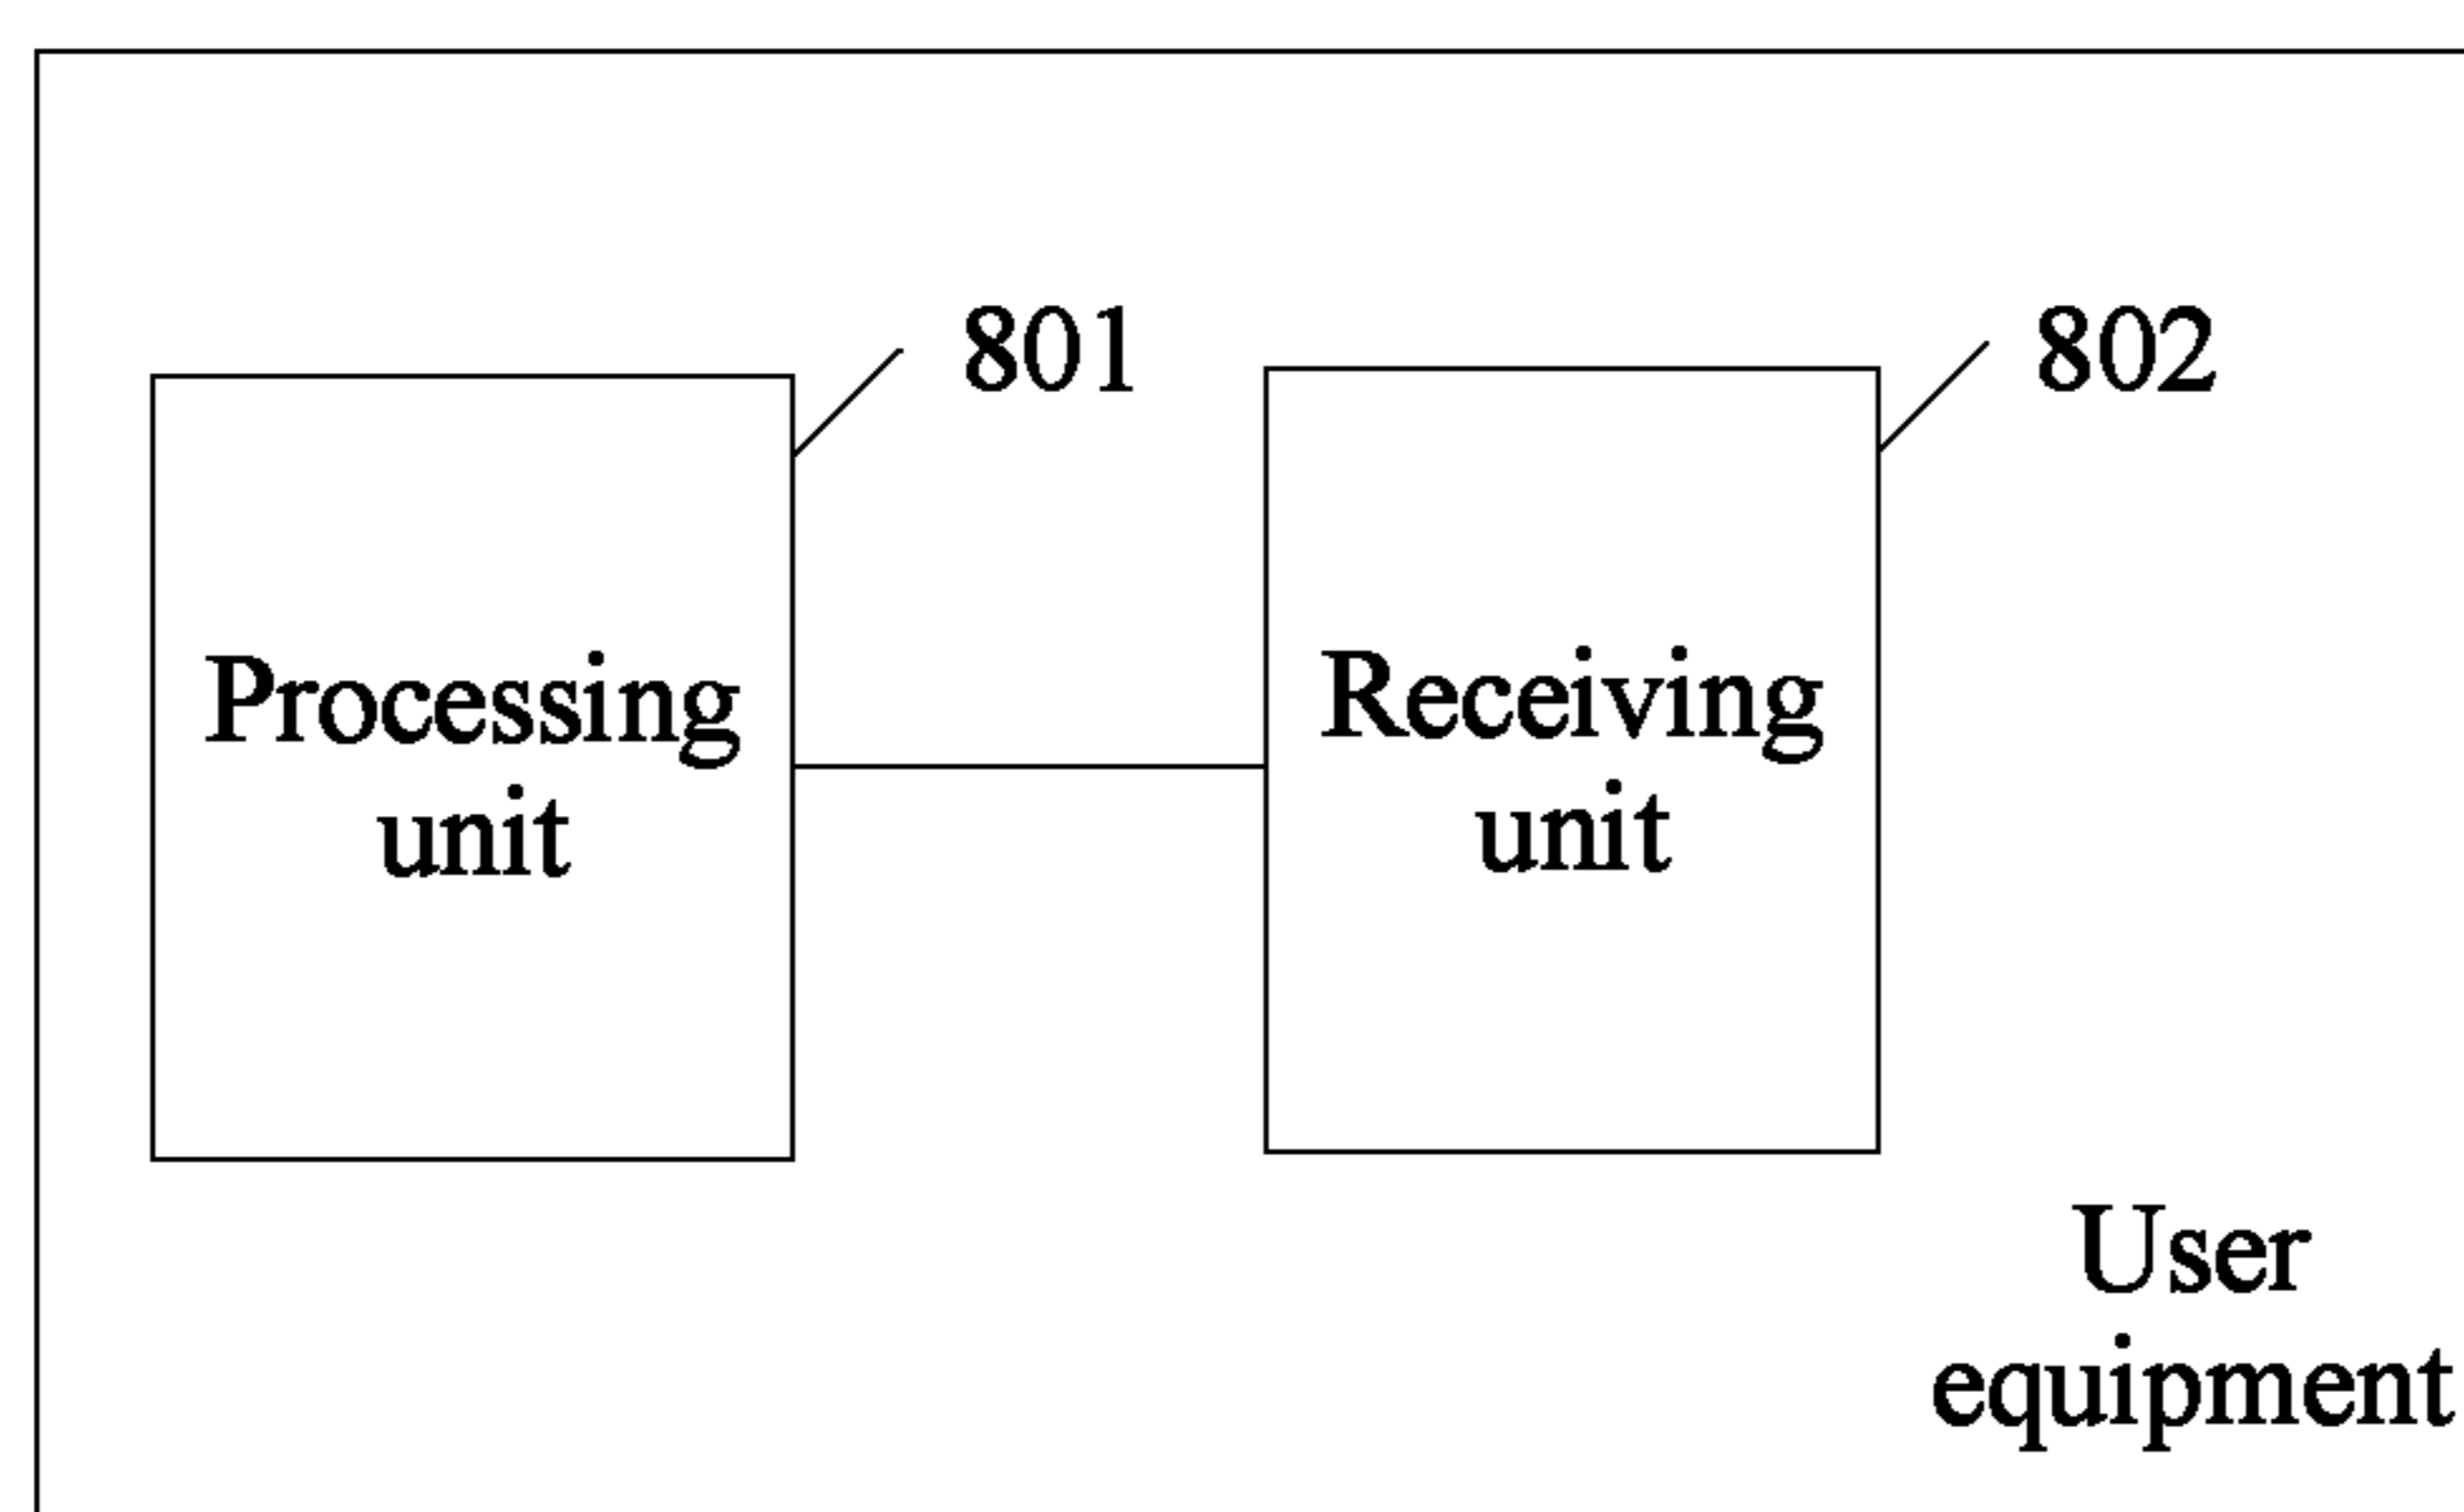 801
802
Processing
unit
Receiving
unit
User
equipment